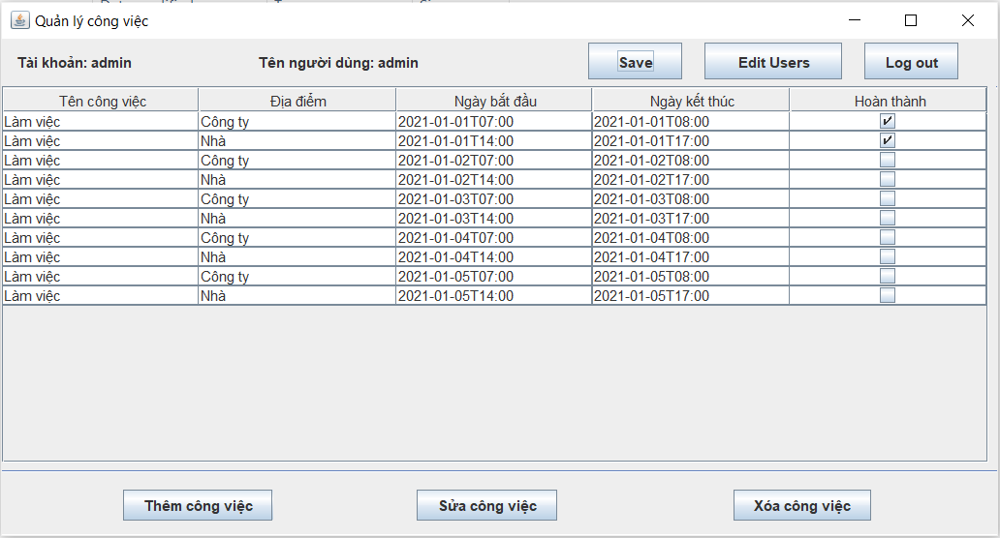 Quản lý công việc
Tài khoản: admin Tên người dùng: admin Save Edit Users Log out
Tên công việc Địa điểm Ngày bắt đầu Ngày kết thúc Hoàn thành
Làm việc Công ty 2021-01-01T07:00 2021-01-01T08:00
Làm việc Nhà 2021-01-01T14:00 2021-01-01T17:00
Làm việc Công ty 2021-01-02T07:00 2021-01-02T08:00
Làm việc Nhà 2021-01-02T14:00 2021-01-02T17:00
Làm việc Công ty 2021-01-03T07:00 2021-01-03T08:00
Làm việc Nhà 2021-01-03T14:00 2021-01-03T17:00
Làm việc Công ty 2021-01-04T07:00 2021-01-04T08:00
Làm việc Nhà 2021-01-04T14:00 2021-01-04T17:00
Làm việc Công ty 2021-01-05T07:00 2021-01-05T08:00
Làm việc Nhà 2021-01-05T14:00 2021-01-05T17:00
Thêm công việc Sửa công việc Xóa công việc